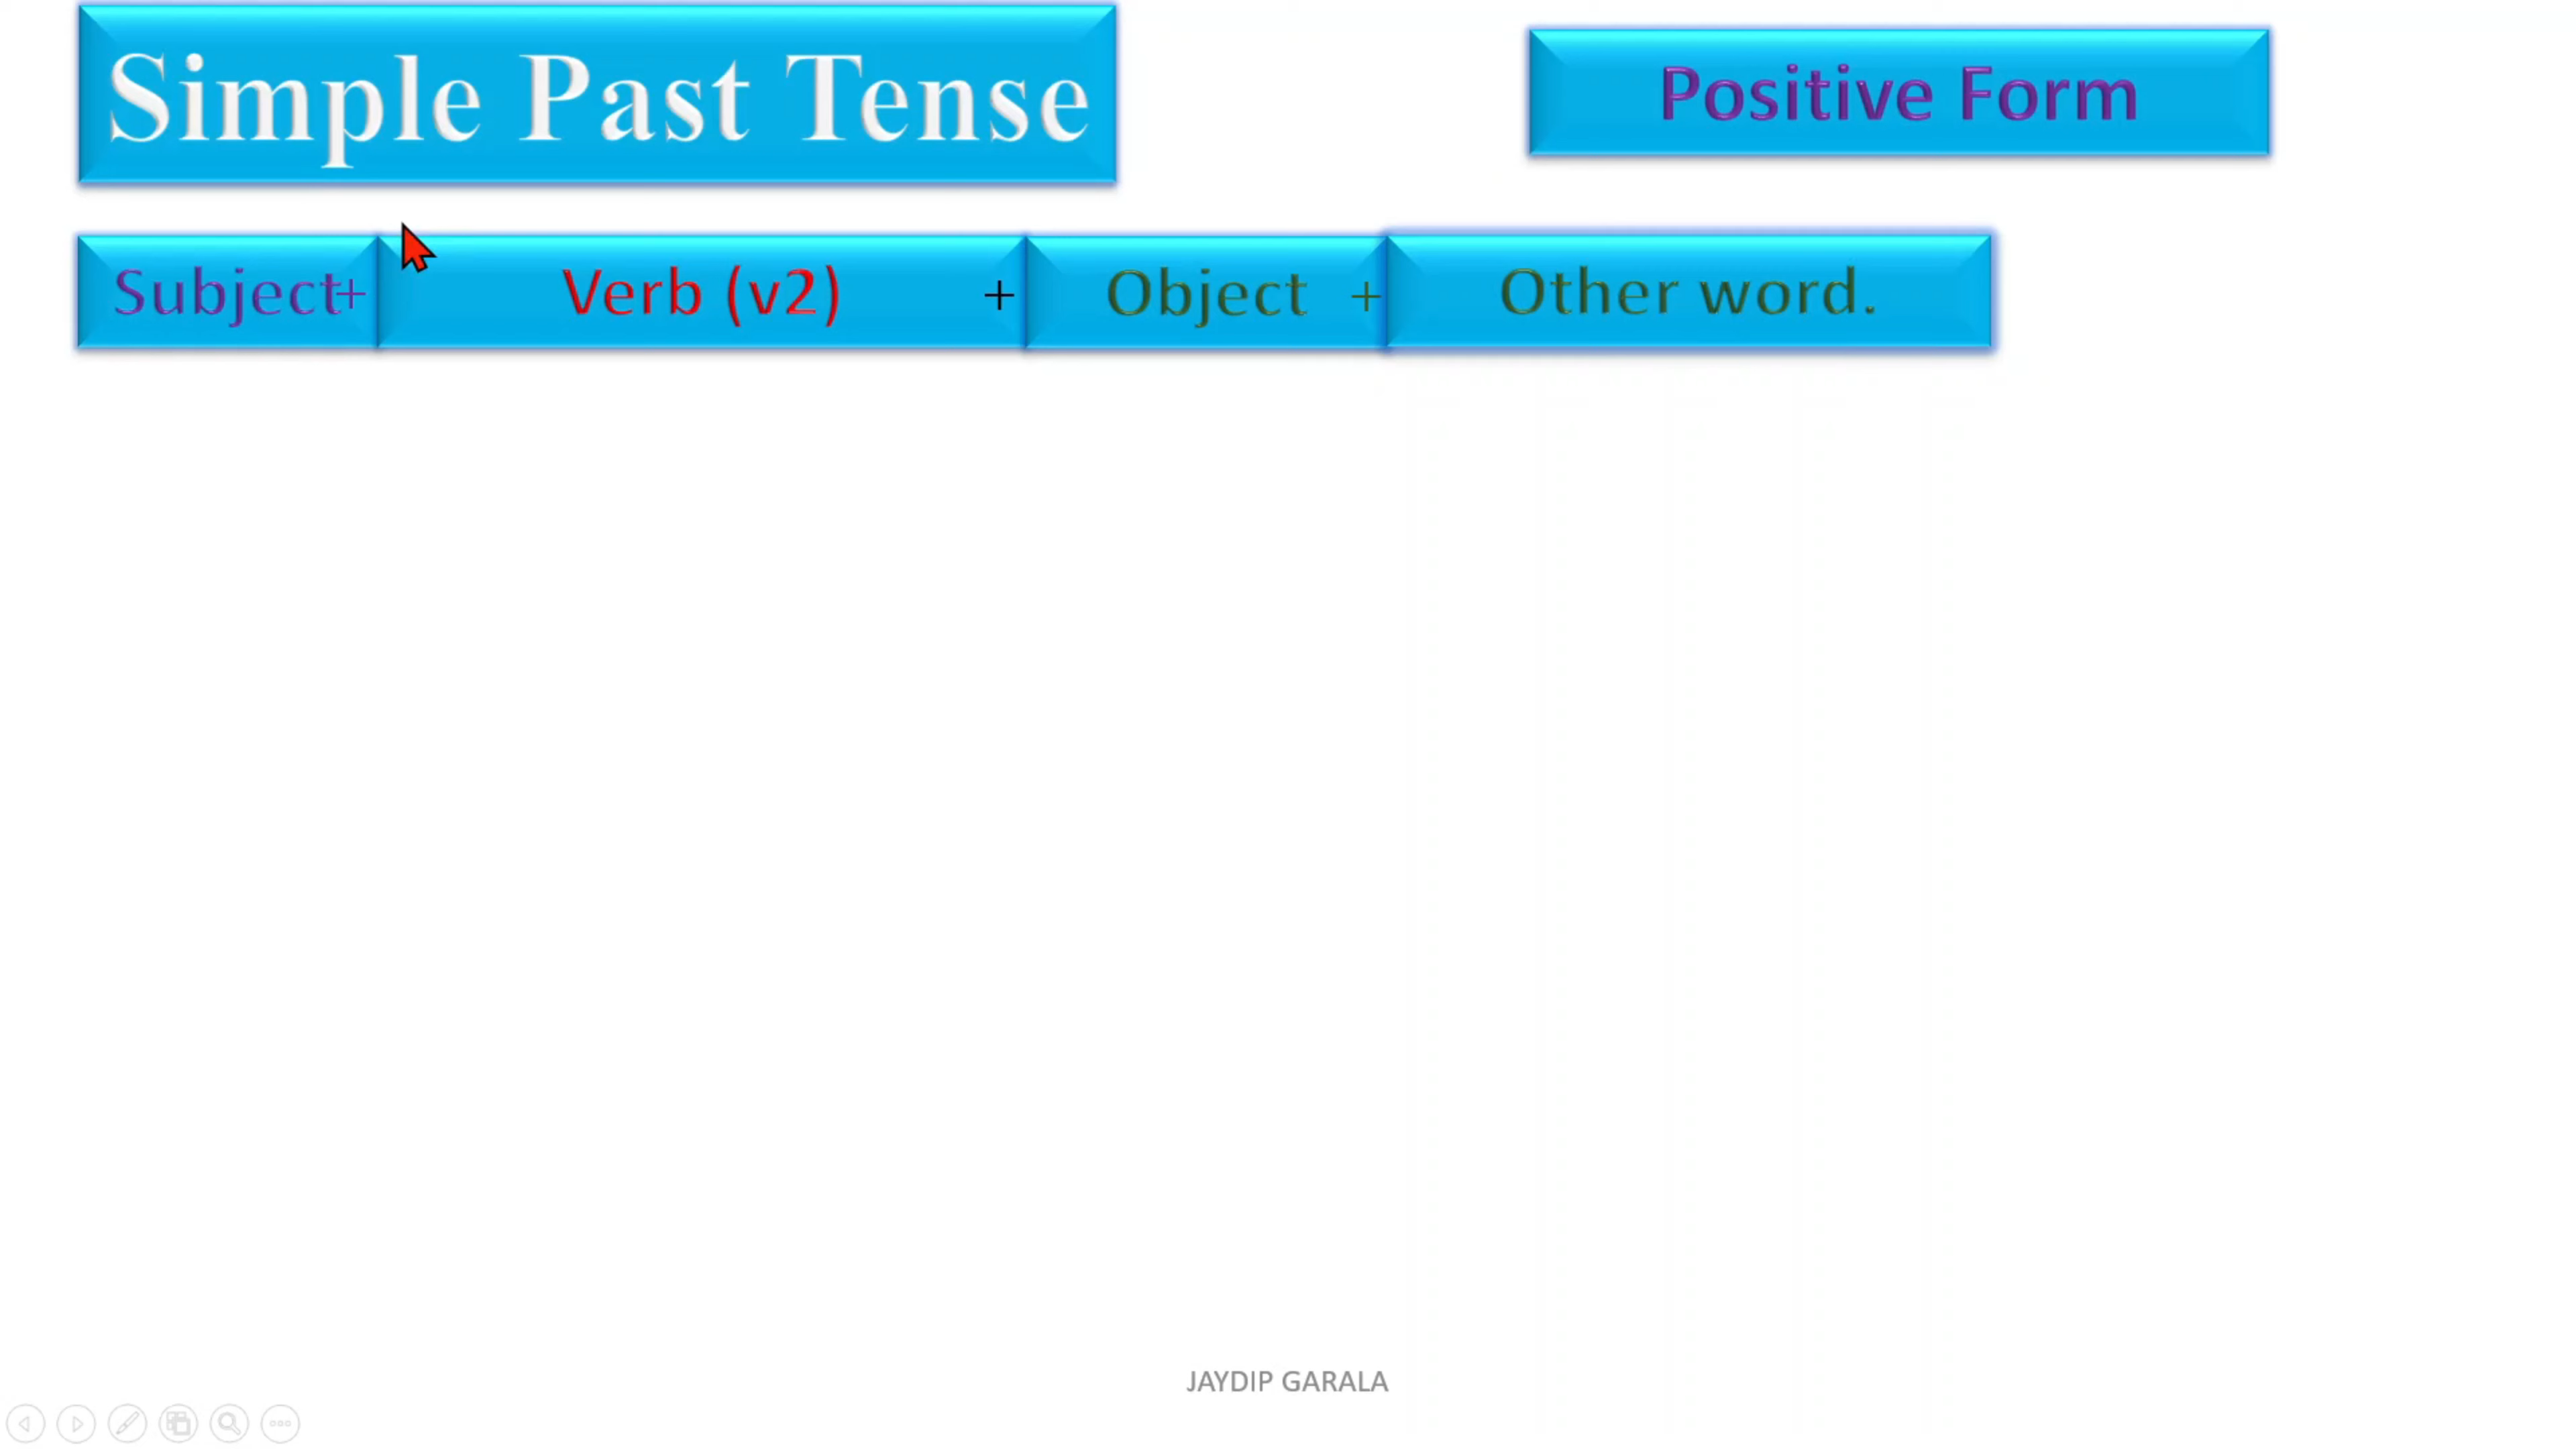 Simple Past Tense
Positive Form
Subject+ Verb (v2) + Object + Other word.
JAYDIP GARALA